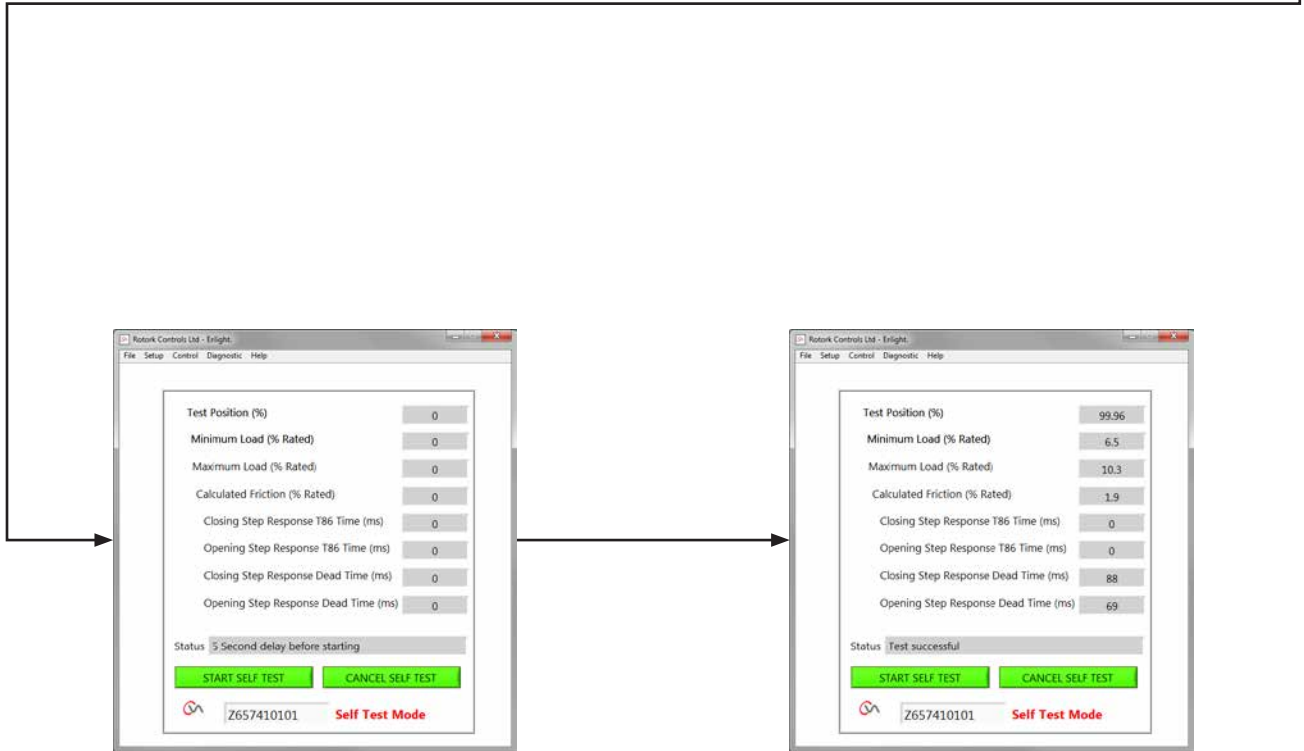 Rotork Controls Ltd - Enlight.
File Setup Control Diagnostic Help
Test Position (%) 0
Minimum Load (% Rated) 0
Maximum Load (% Rated) 0
Calculated Friction (% Rated) 0
Closing Step Response T86 Time (ms) 0
Opening Step Response T86 Time (ms) 0
Closing Step Response Dead Time (ms) 0
Opening Step Response Dead Time (ms) 0
Status 5 Second delay before starting
START SELF TEST CANCEL SELF TEST
Z657410101 Self Test Mode
Rotork Controls Ltd - Enlight.
File Setup Control Diagnostic Help
Test Position (%) 99.96
Minimum Load (% Rated) 6.5
Maximum Load (% Rated) 10.3
Calculated Friction (% Rated) 1.9
Closing Step Response T86 Time (ms) 0
Opening Step Response T86 Time (ms) 0
Closing Step Response Dead Time (ms) 88
Opening Step Response Dead Time (ms) 69
Status Test successful
START SELF TEST CANCEL SELF TEST
Z657410101 Self Test Mode